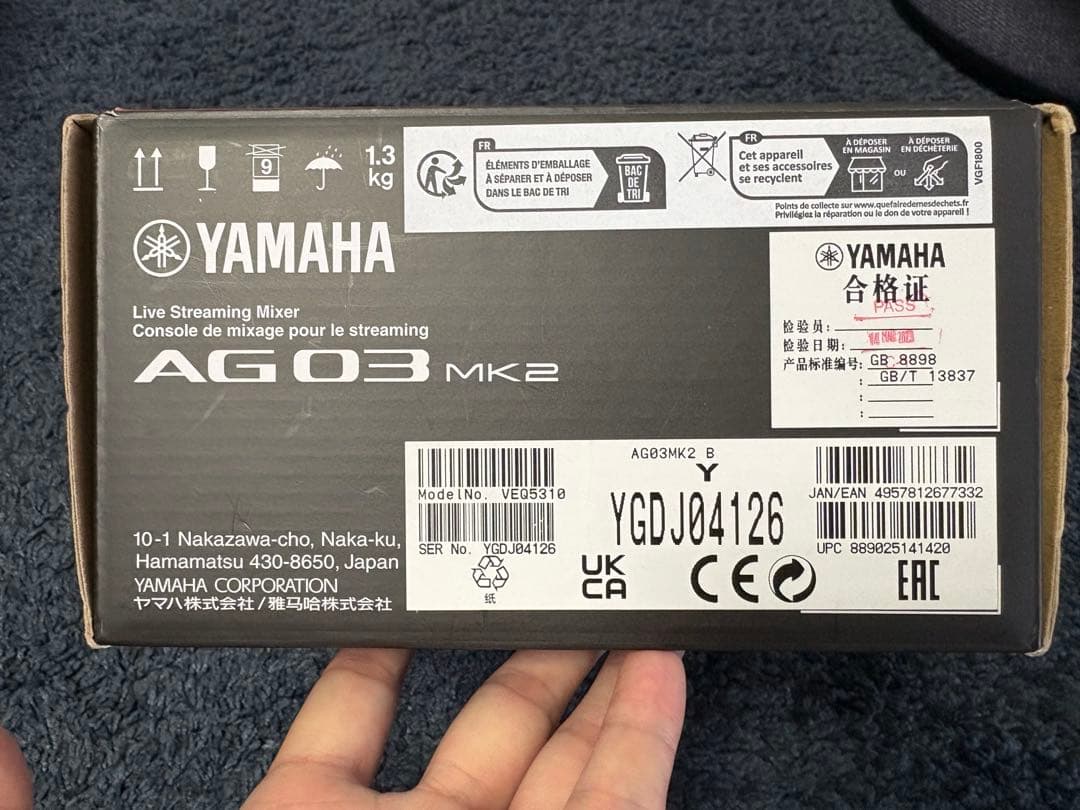 9
1.3
kg
FR
ÉLÉMENTS D'EMBALLAGE
À SÉPARER ET À DÉPOSER
DANS LE BAC DE TRI
BAC
DE
TRI
FR
Cet appareil
et ses accessoires
se recyclent
À DÉPOSER
EN MAGASIN
OU
À DÉPOSER
EN DÉCHÈTERIE
Points de collecte sur www.quefairedemesdechets.fr
Privilégiez la réparation ou le don de votre appareil !
VGF1800
YAMAHA
Live Streaming Mixer
Console de mixage pour le streaming
AG03 MK2
YAMAHA
合格证
PASS
检验员:
检验日期:
产品标准编号: GB 8898
: GB/T 13837
:
:
AG03MK2 B
Y
YGDJ04126
ModelNo. VEQ5310
SER No. YGDJ04126
JAN/EAN 4957812677332
UPC 889025141420
纸
UK
CA
CE
EAC
10-1 Nakazawa-cho, Naka-ku,
Hamamatsu 430-8650, Japan
YAMAHA CORPORATION
ヤマハ株式会社/雅马哈株式会社